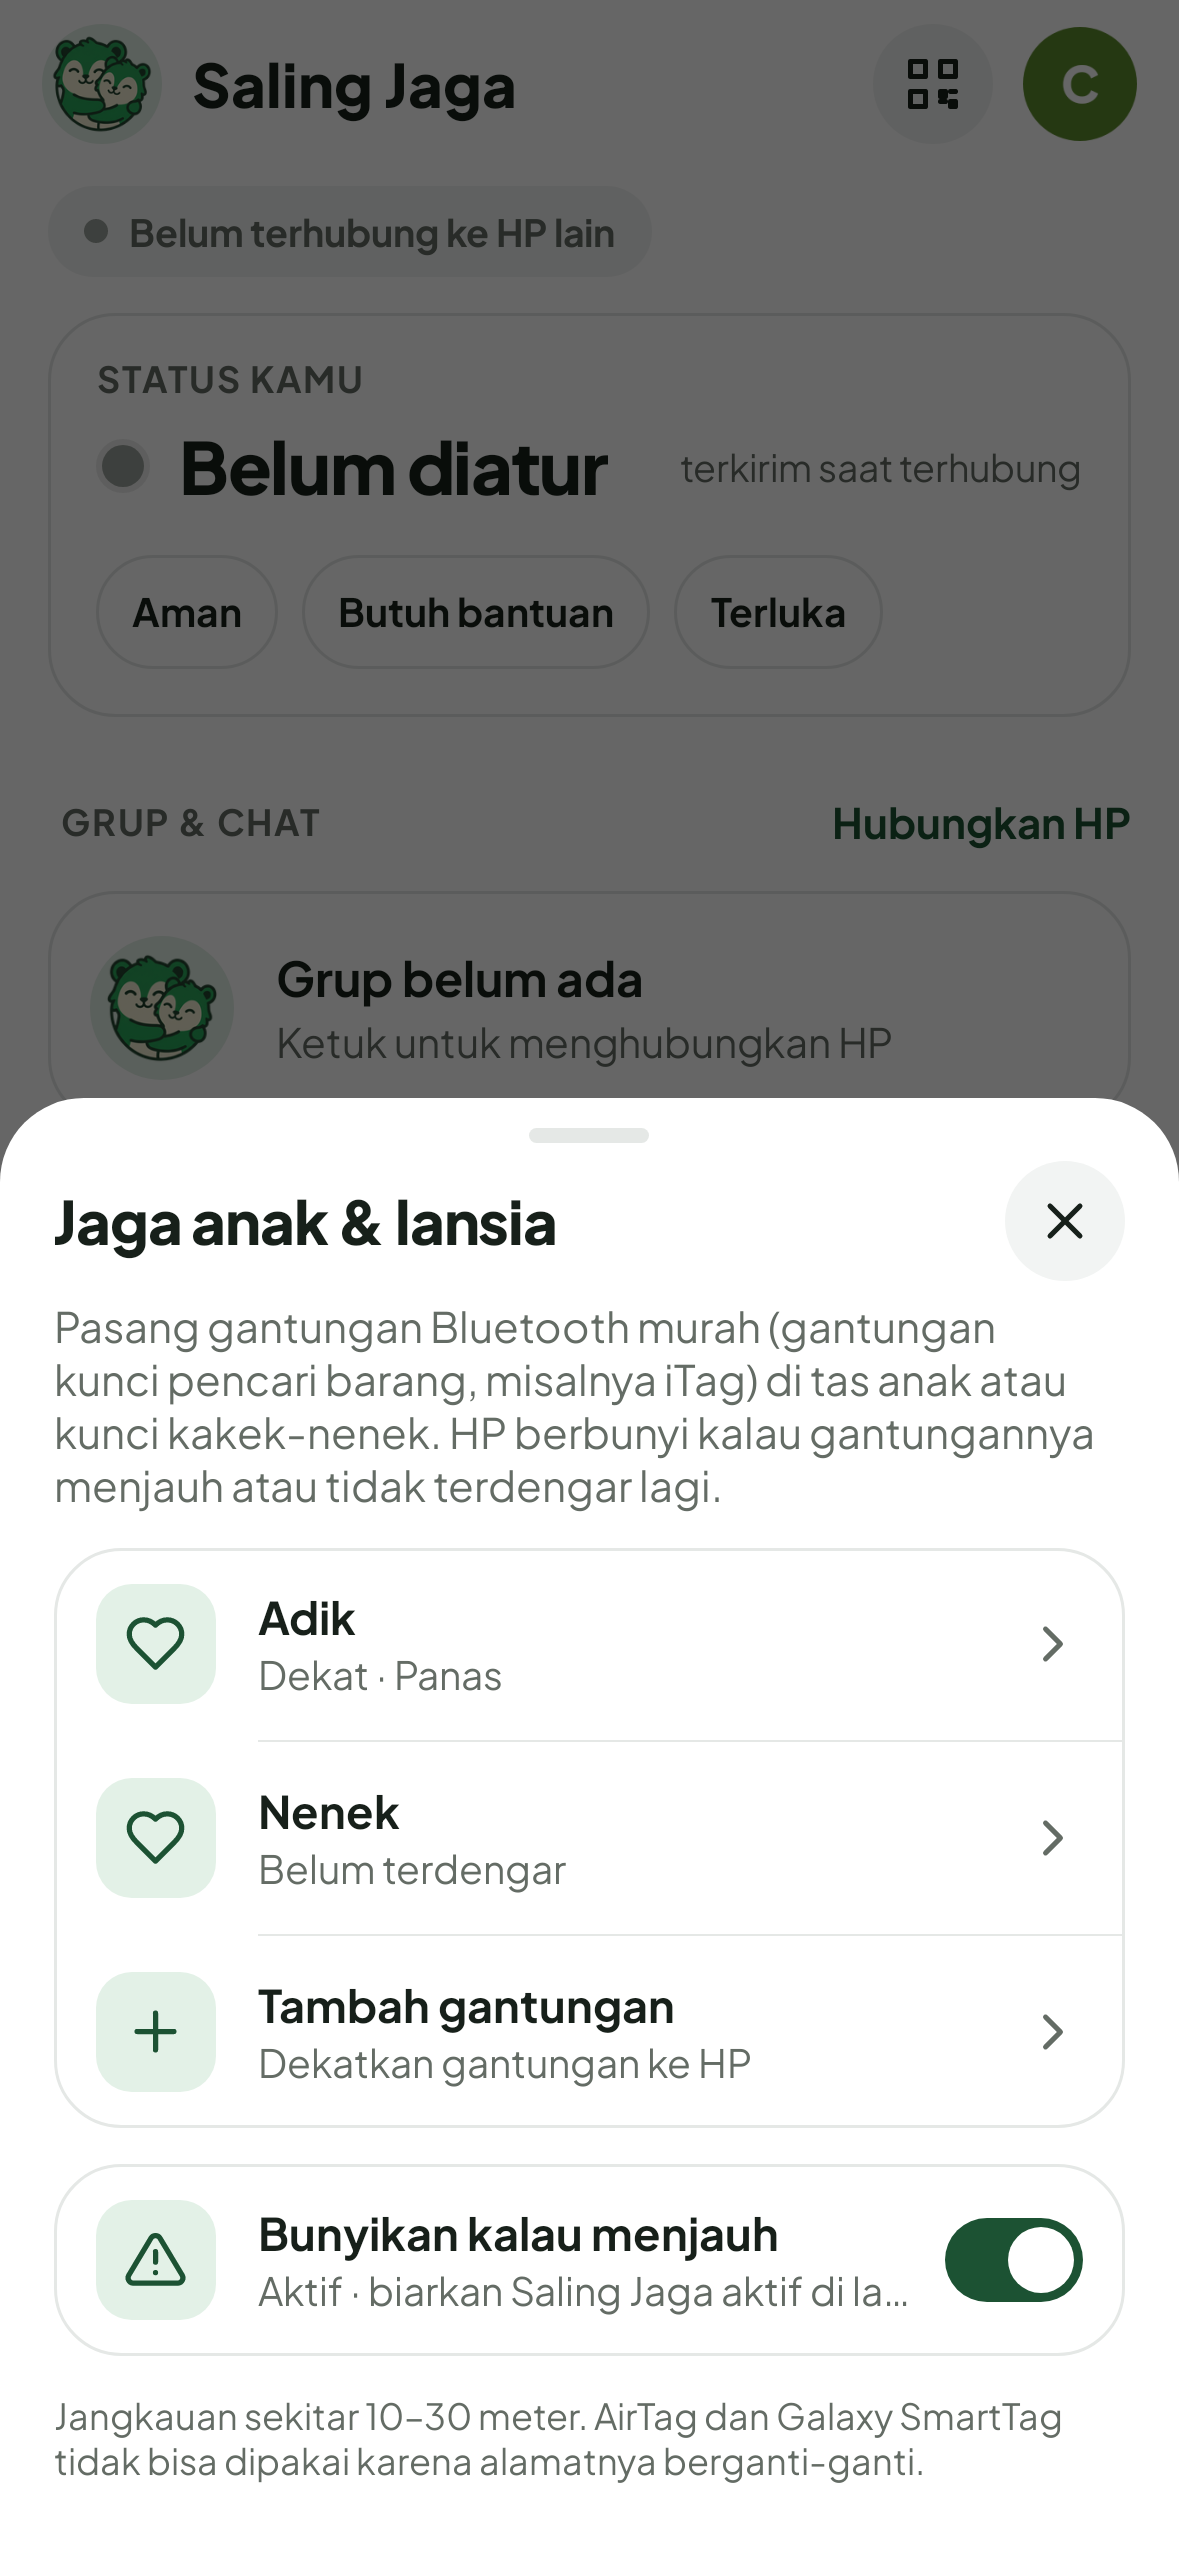 Saling Jaga
C
Belum terhubung ke HP lain
STATUS KAMU
Belum diatur
terkirim saat terhubung
Aman
Butuh bantuan
Terluka
GRUP & CHAT
Hubungkan HP
Grup belum ada
Ketuk untuk menghubungkan HP
Jaga anak & lansia
Pasang gantungan Bluetooth murah (gantungan
kunci pencari barang, misalnya iTag) di tas anak atau
kunci kakek-nenek. HP berbunyi kalau gantungannya
menjauh atau tidak terdengar lagi.
Adik
Dekat · Panas
Nenek
Belum terdengar
Tambah gantungan
Dekatkan gantungan ke HP
Bunyikan kalau menjauh
Aktif · biarkan Saling Jaga aktif di la...
Jangkauan sekitar 10–30 meter. AirTag dan Galaxy SmartTag
tidak bisa dipakai karena alamatnya berganti-ganti.